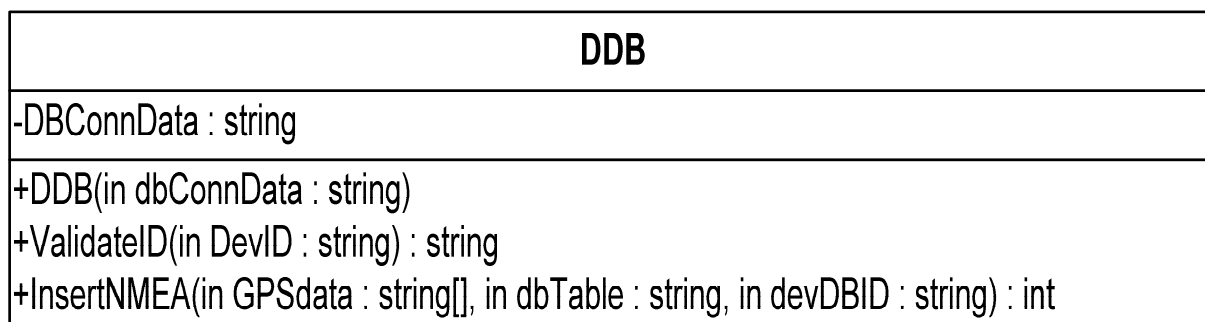 DDB
-DBConnData : string
+DDB(in dbConnData : string)
+ValidateID(in DevID : string) : string
+InsertNMEA(in GPSdata : string[], in dbTable : string, in devDBID : string) : int